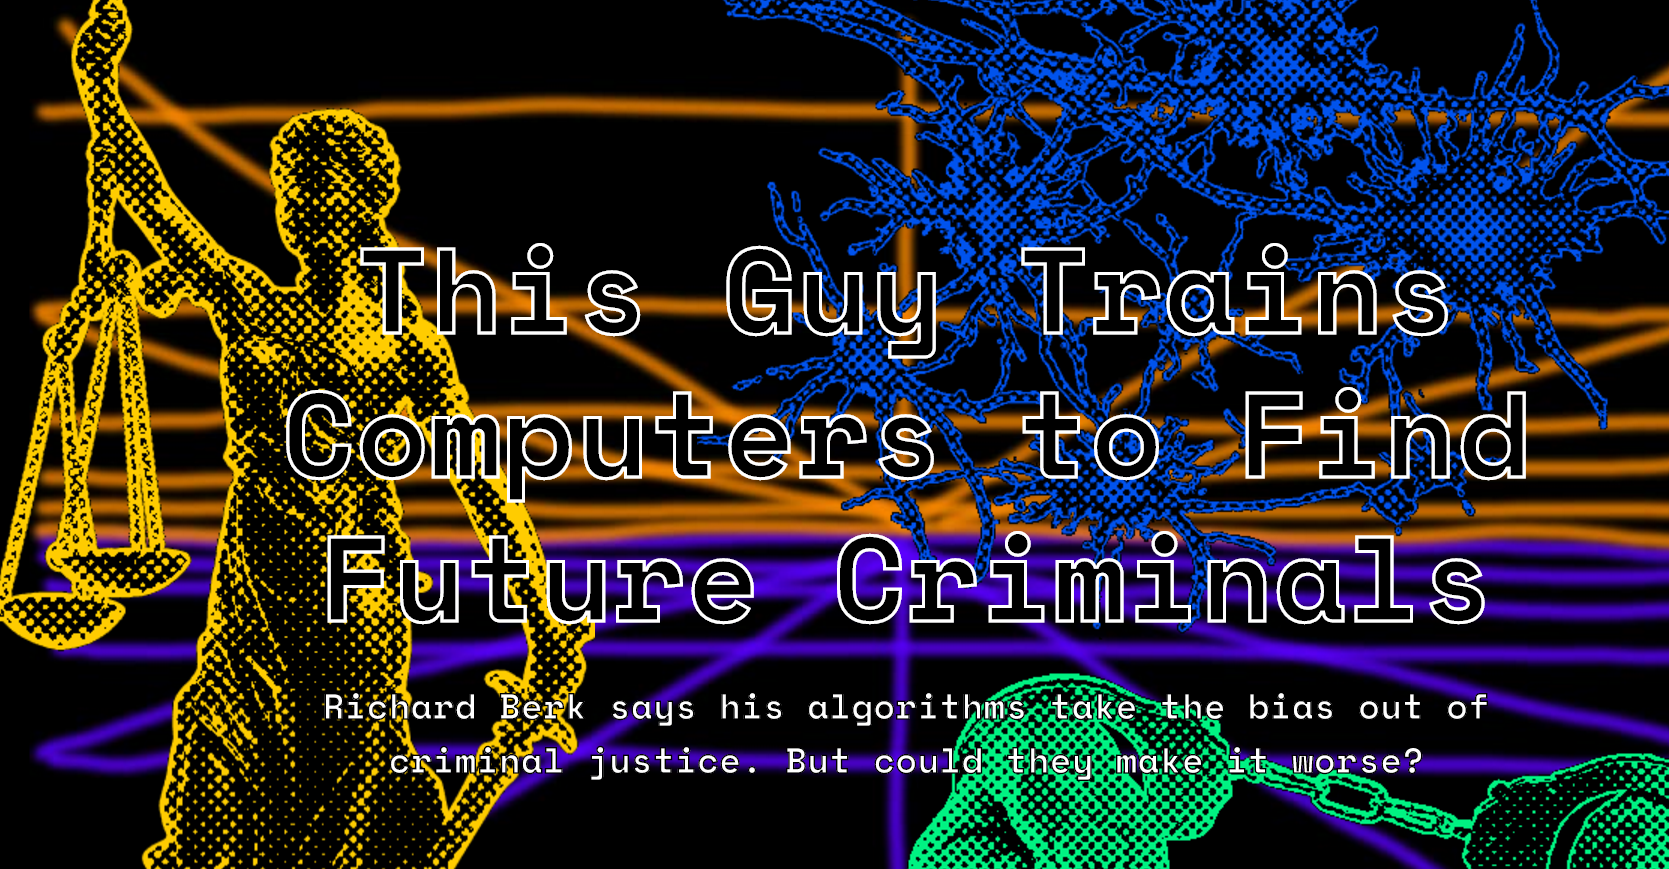 This Guy Trains
Computers to Find
Future Criminals
Richard Berk says his algorithms take the bias out of
criminal justice. But could they make it worse?